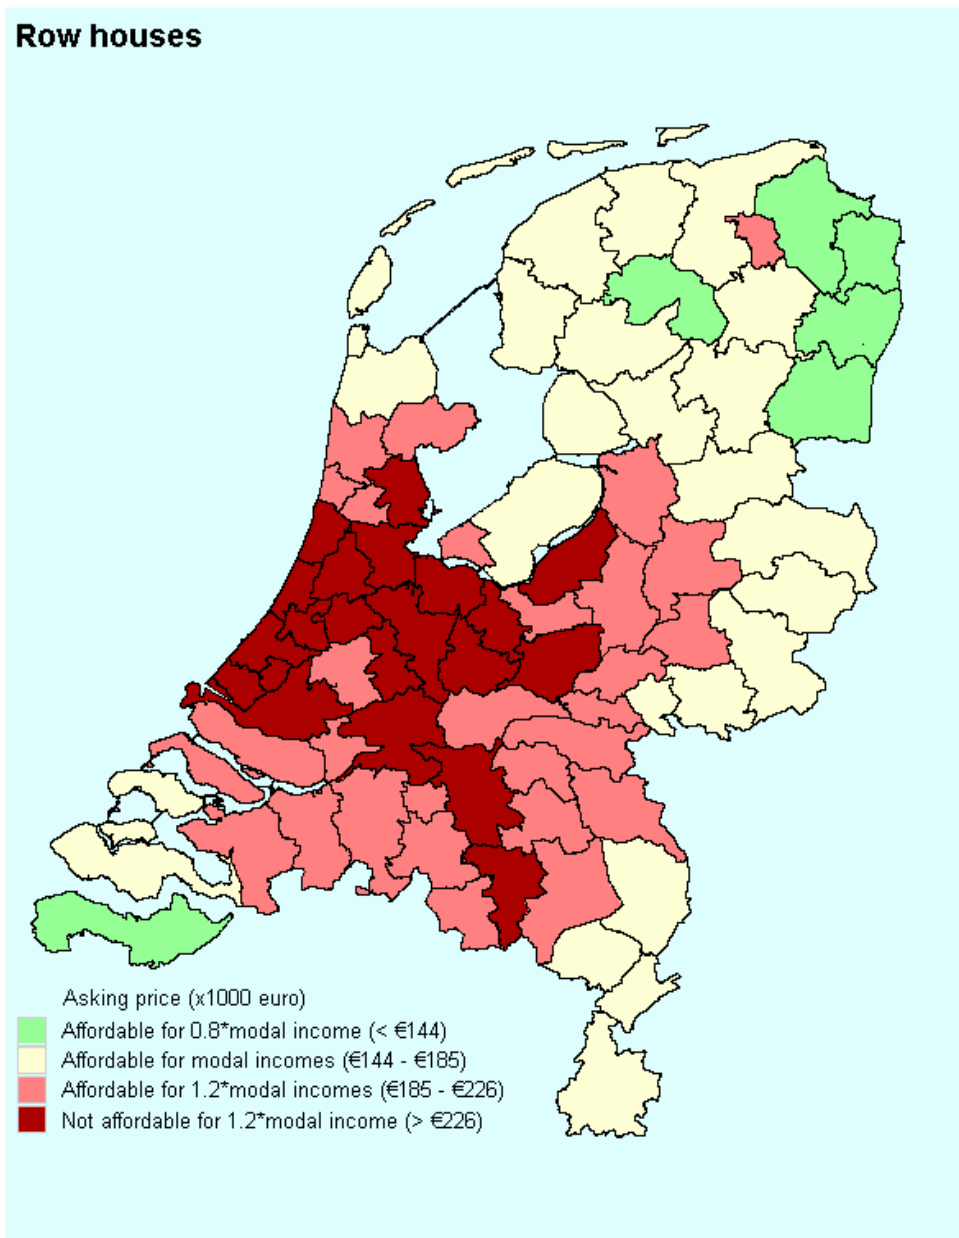 Row houses
Asking price (x1000 euro)
Affordable for 0.8*modal income (< €144)
Affordable for modal incomes (€144 - €185)
Affordable for 1.2*modal incomes (€185 - €226)
Not affordable for 1.2*modal income (> €226)